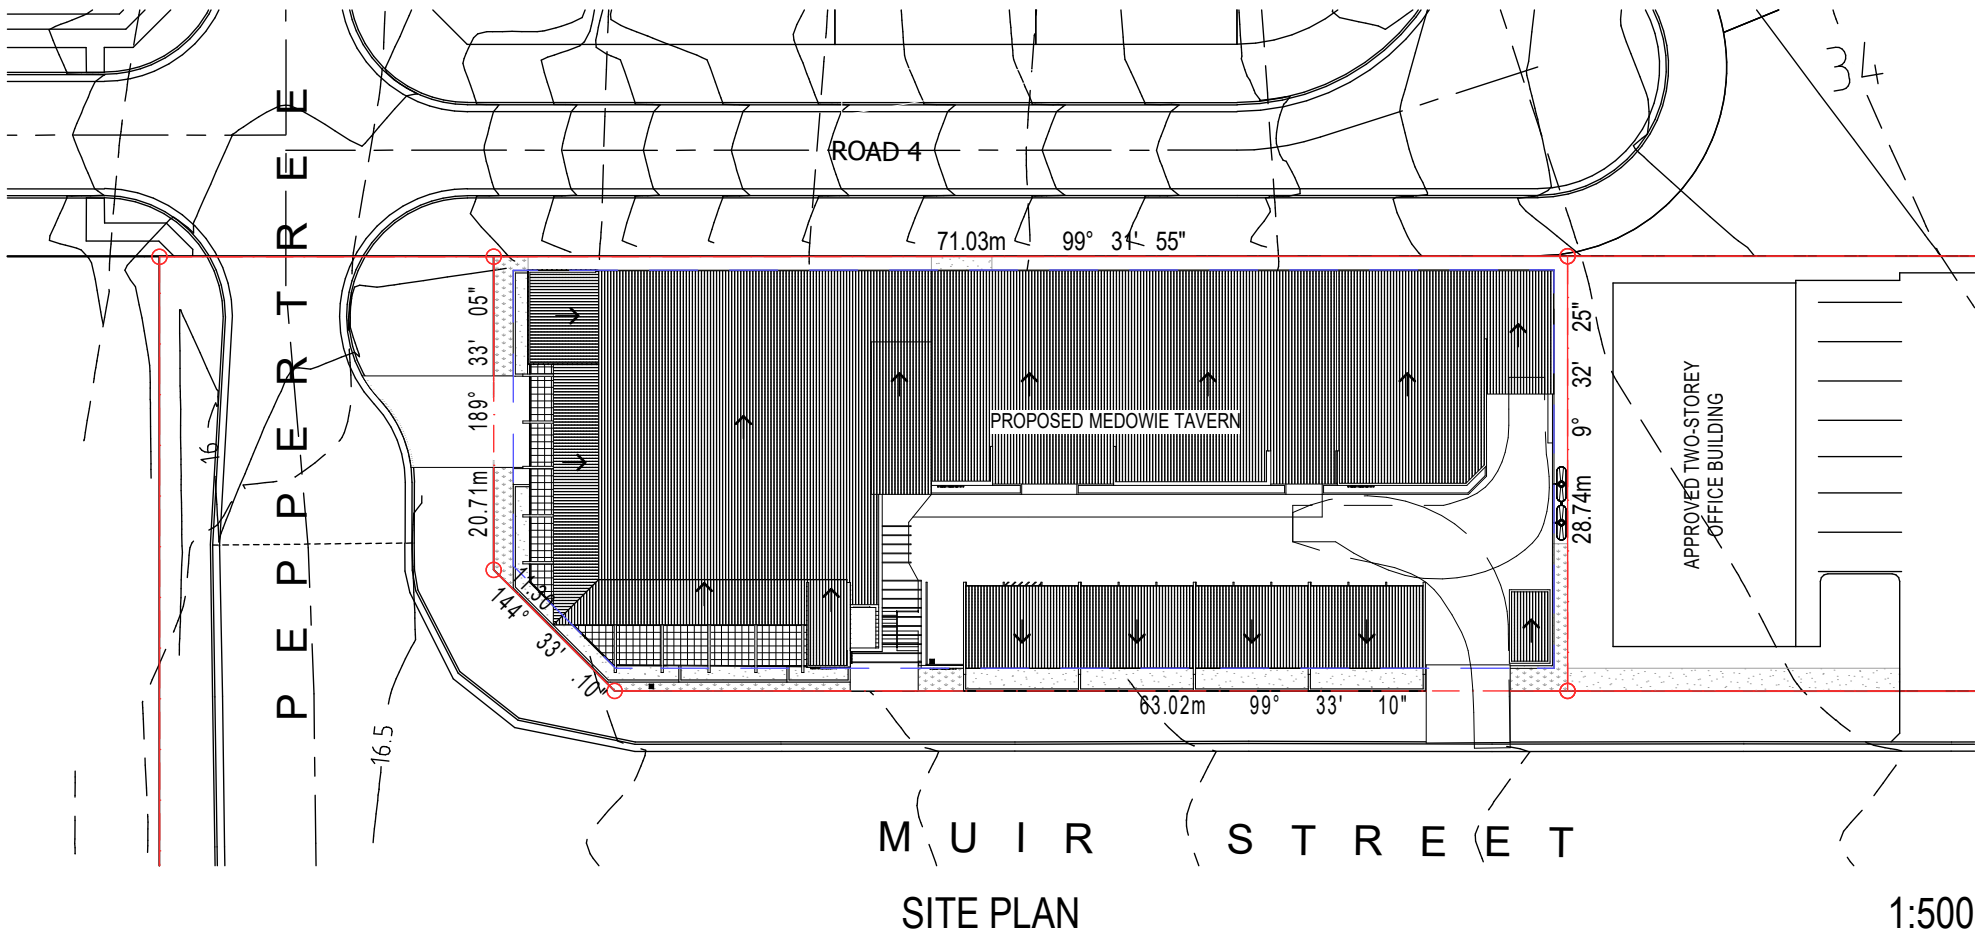 34
ROAD 4
71.03m 99° 31' 55"
PEPPERTREE
20.71m 189° 33' 05"
28.74m 9° 32' 25"
PROPOSED MEDOWIE TAVERN
APPROVED TWO-STOREY
OFFICE BUILDING
16
144° 33' 10"
63.02m 99° 33' 10"
16.5
MUIR STREET
SITE PLAN
1:500